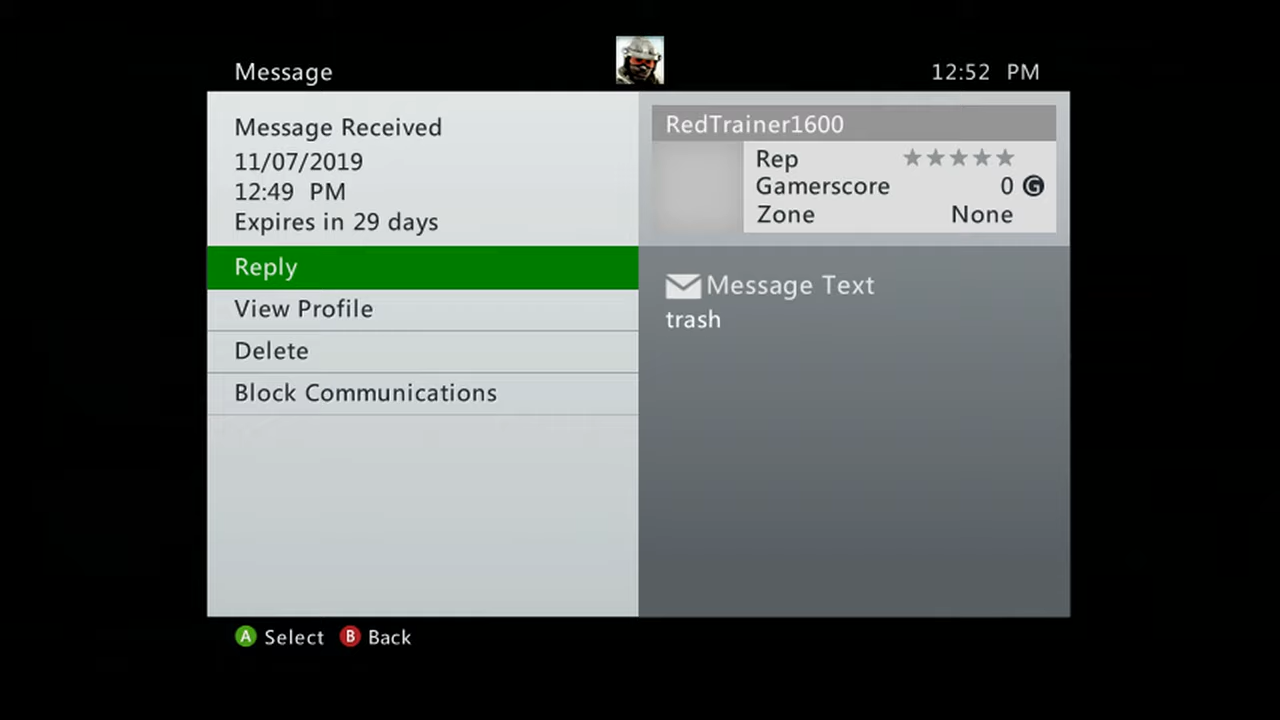 Message
12:52 PM
Message Received
11/07/2019
12:49 PM
Expires in 29 days
Reply
View Profile
Delete
Block Communications
RedTrainer1600
Rep
Gamerscore 0 G
Zone None
Message Text
trash
A Select B Back